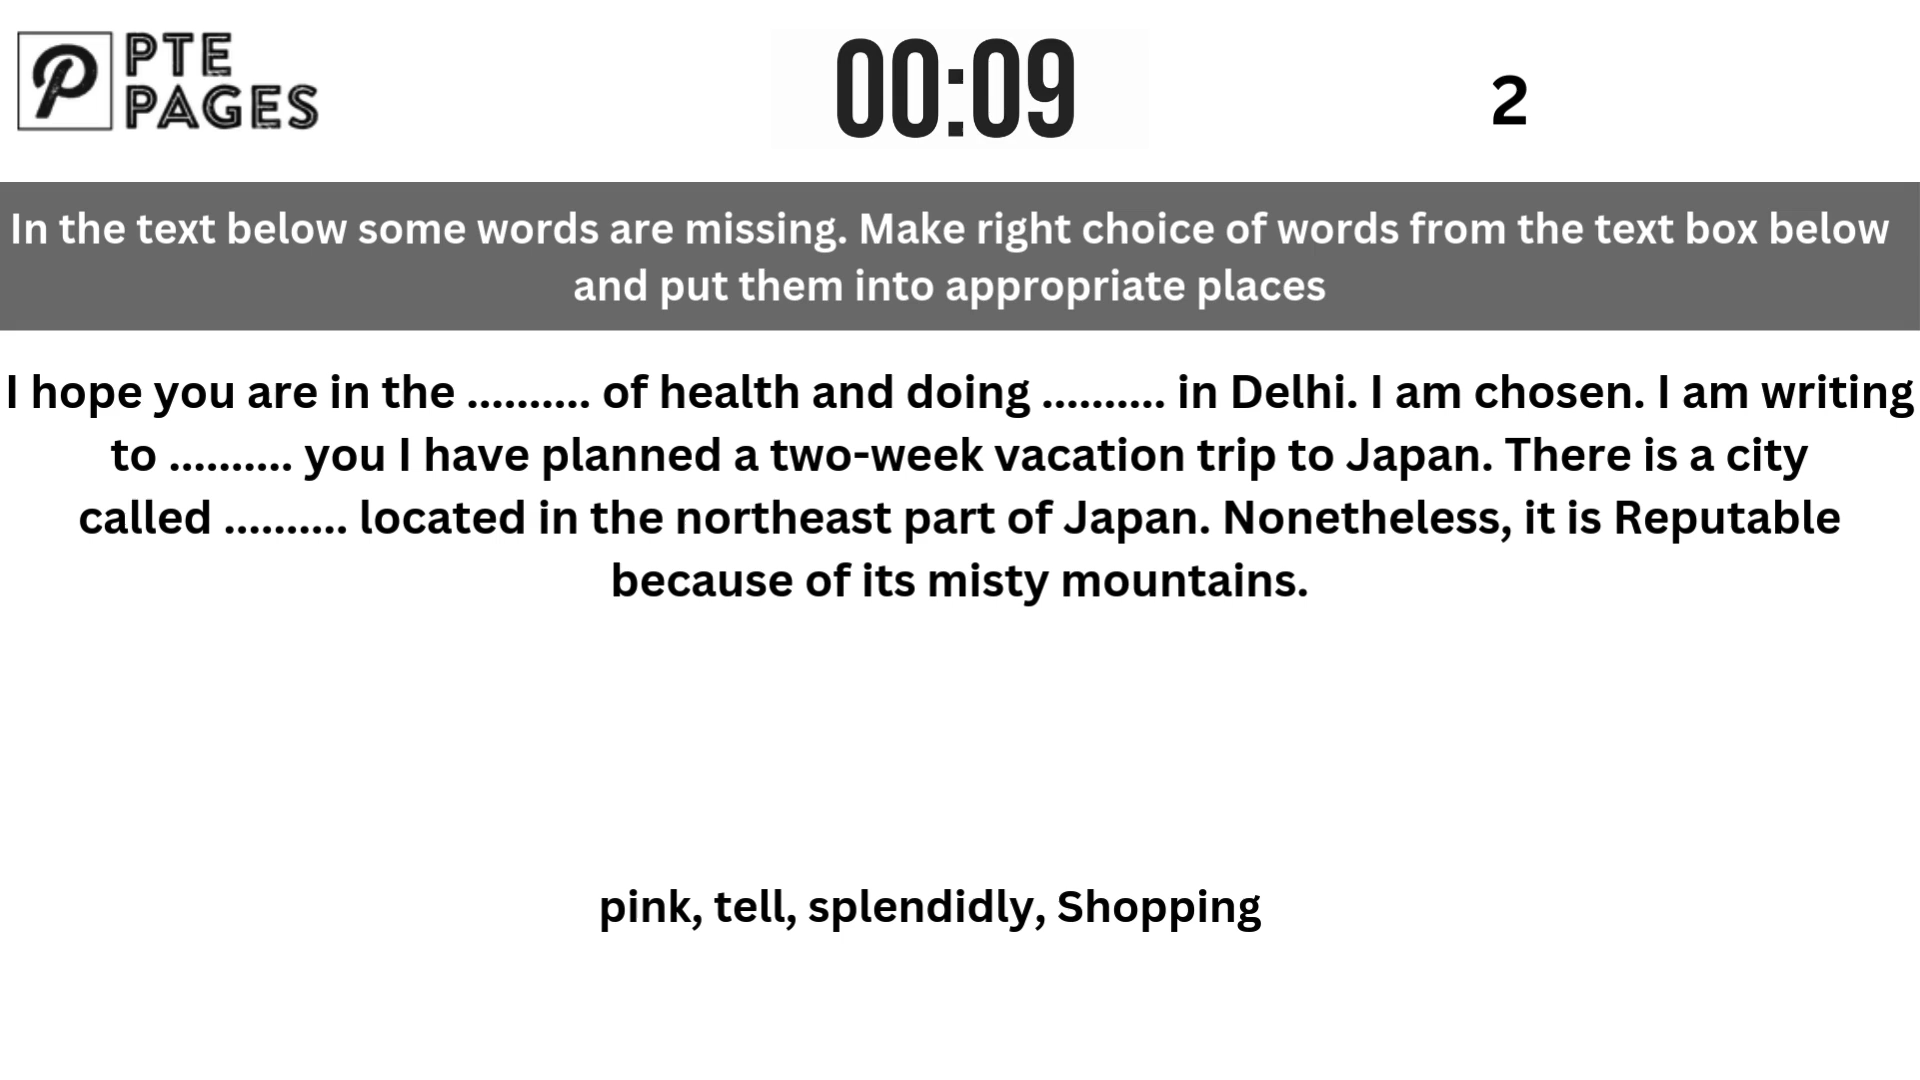 PTE
PAGES
00:09
2
In the text below some words are missing. Make right choice of words from the text box below
and put them into appropriate places
I hope you are in the .......... of health and doing .......... in Delhi. I am chosen. I am writing
to .......... you I have planned a two-week vacation trip to Japan. There is a city
called .......... located in the northeast part of Japan. Nonetheless, it is Reputable
because of its misty mountains.
pink, tell, splendidly, Shopping